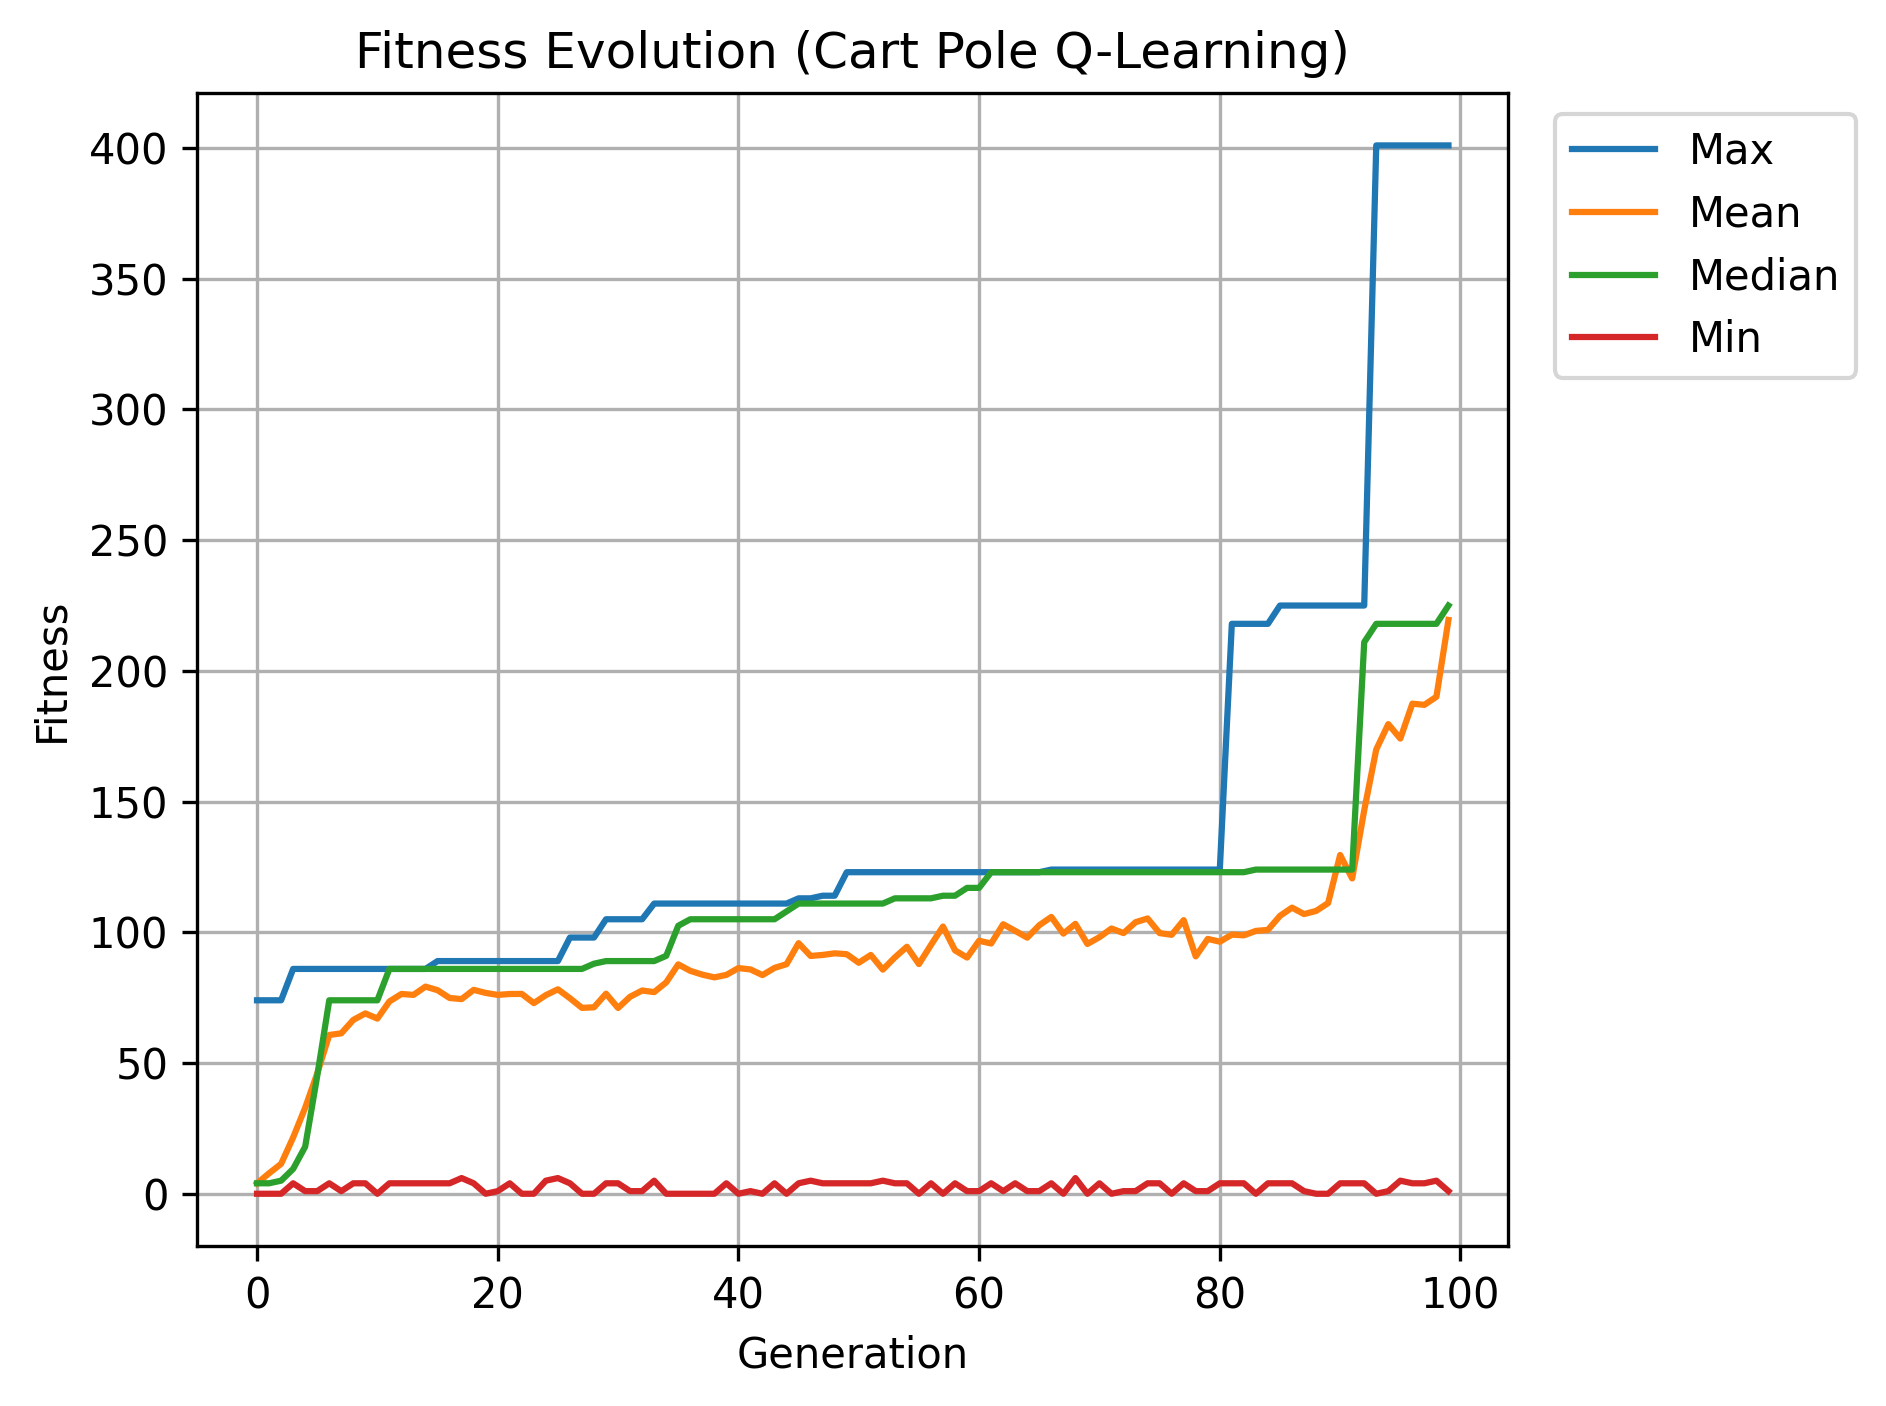 Fitness Evolution (Cart Pole Q-Learning)
400
350
300
250
200
150
100
50
0
Fitness
0 20 40 60 80 100
Generation
Max
Mean
Median
Min